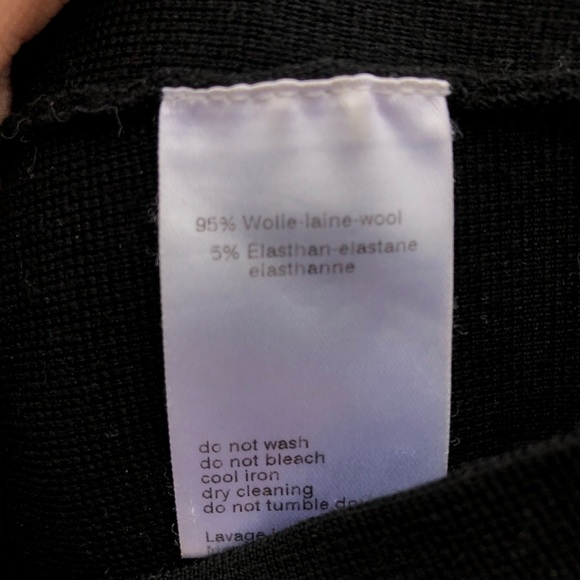 95% Wolle-laine-wool
5% Elasthan-elastane
elasthanne
do not wash
do not bleach
cool iron
dry cleaning
do not tumble
Lavage